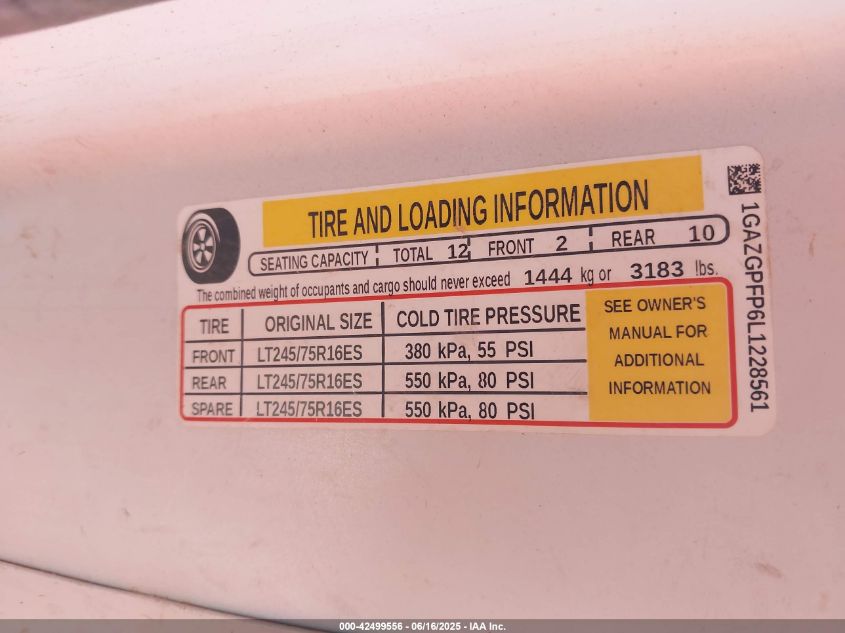 TIRE AND LOADING INFORMATION
SEATING CAPACITY TOTAL 12 FRONT 2 REAR 10
The combined weight of occupants and cargo should never exceed 1444 kg or 3183 lbs.
TIRE ORIGINAL SIZE COLD TIRE PRESSURE
FRONT LT245/75R16ES 380 kPa, 55 PSI
REAR LT245/75R16ES 550 kPa, 80 PSI
SPARE LT245/75R16ES 550 kPa, 80 PSI
SEE OWNER'S
MANUAL FOR
ADDITIONAL
INFORMATION
1GAZGPFP6L1228561
000-42499556 - 06/16/2025 - IAA Inc.